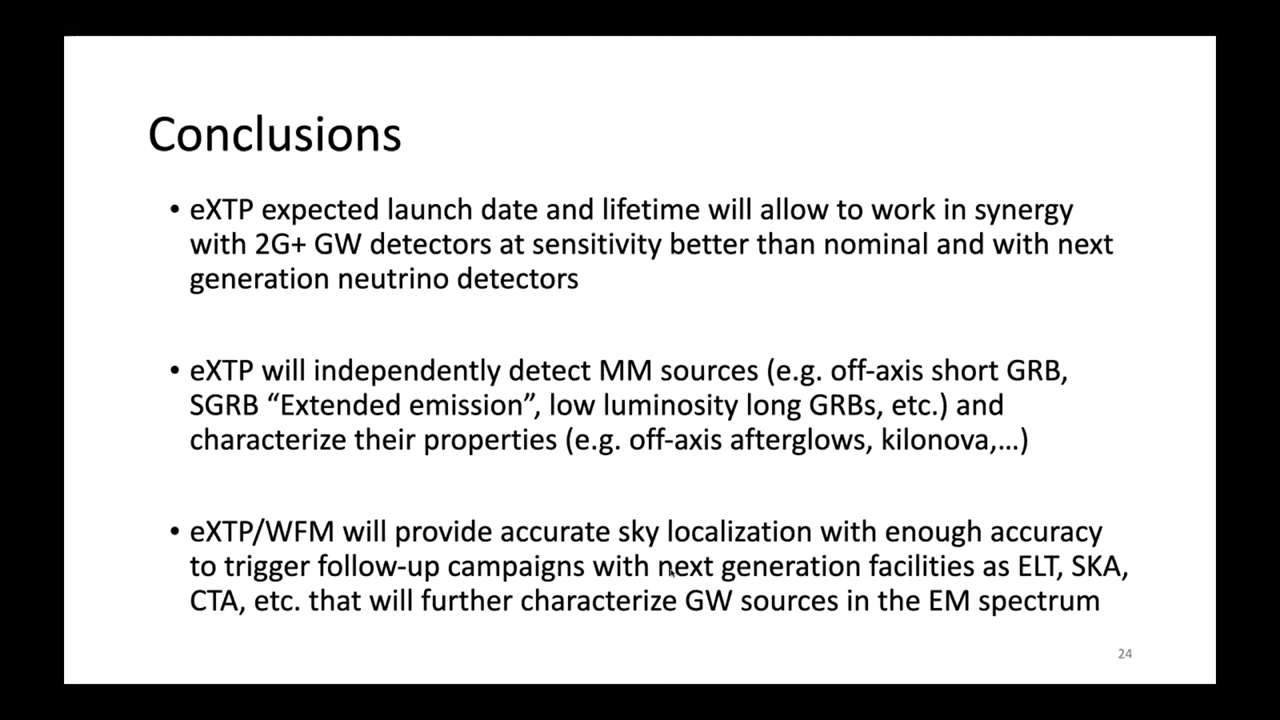 Conclusions
• eXTP expected launch date and lifetime will allow to work in synergy
with 2G+ GW detectors at sensitivity better than nominal and with next
generation neutrino detectors
• eXTP will independently detect MM sources (e.g. off-axis short GRB,
SGRB “Extended emission”, low luminosity long GRBs, etc.) and
characterize their properties (e.g. off-axis afterglows, kilonova,…)
• eXTP/WFM will provide accurate sky localization with enough accuracy
to trigger follow-up campaigns with next generation facilities as ELT, SKA,
CTA, etc. that will further characterize GW sources in the EM spectrum
24